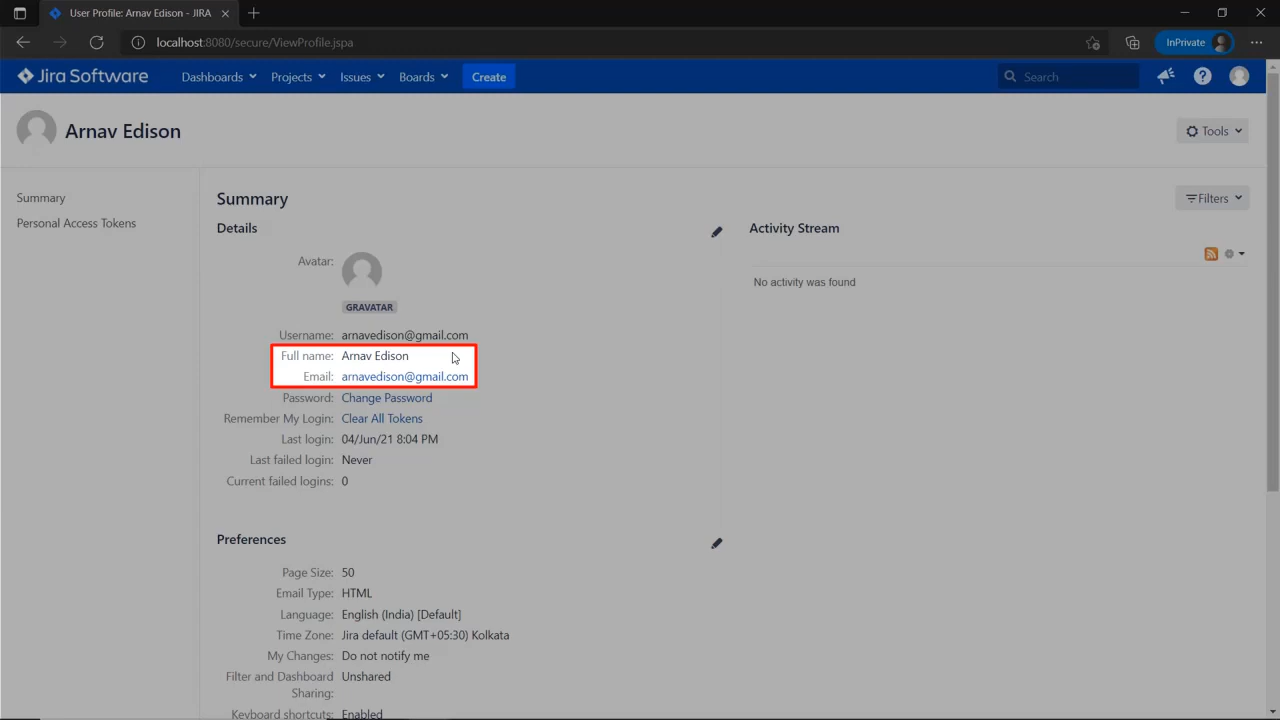 User Profile: Arnav Edison - JIRA
localhost:8080/secure/ViewProfile.jspa
InPrivate
Jira Software
Dashboards
Projects
Issues
Boards
Create
Search
Arnav Edison
Tools
Summary
Personal Access Tokens
Summary
Filters
Details
Avatar:
GRAVATAR
Username: arnavedison@gmail.com
Full name: Arnav Edison
Email: arnavedison@gmail.com
Password: Change Password
Remember My Login: Clear All Tokens
Last login: 04/Jun/21 8:04 PM
Last failed login: Never
Current failed logins: 0
Activity Stream
No activity was found
Preferences
Page Size: 50
Email Type: HTML
Language: English (India) [Default]
Time Zone: Jira default (GMT+05:30) Kolkata
My Changes: Do not notify me
Filter and Dashboard Unshared
Sharing:
Keyboard shortcuts: Enabled